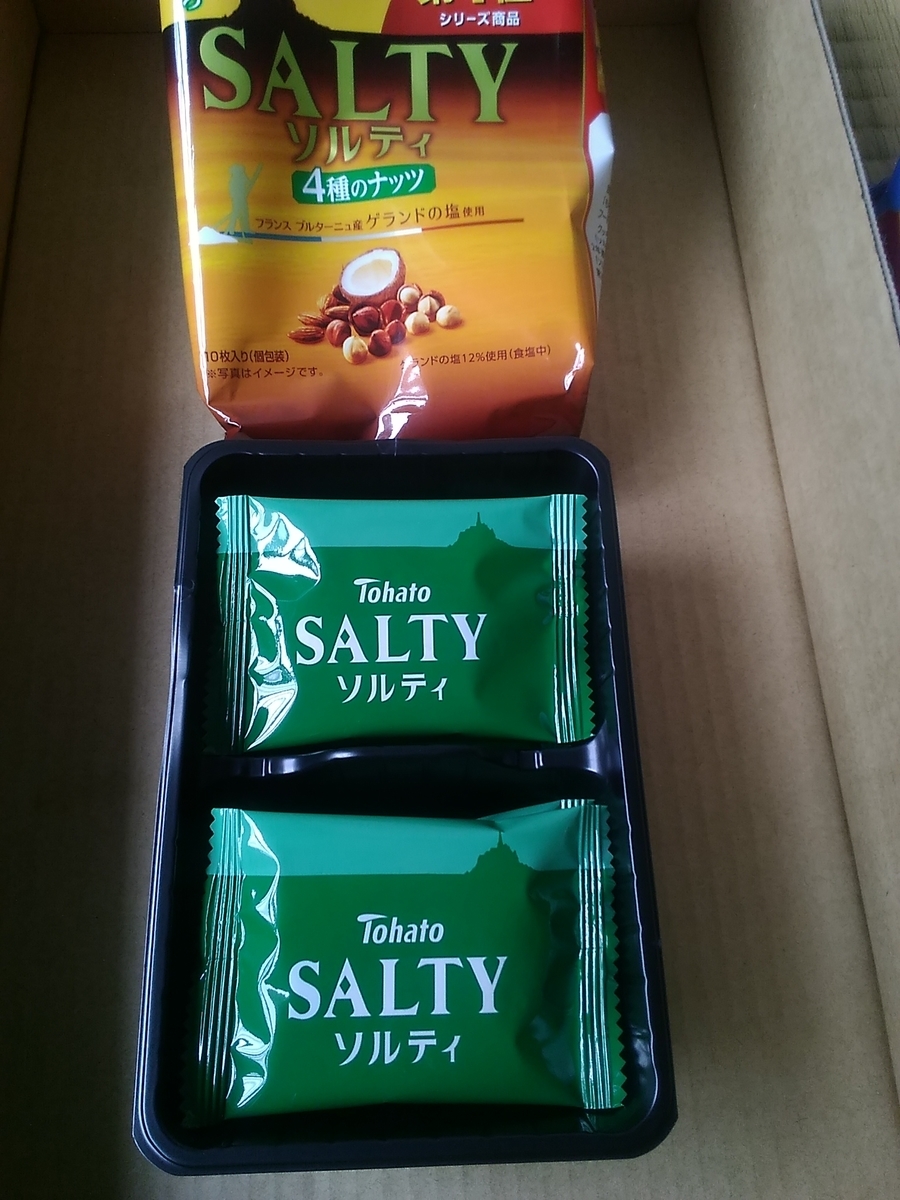 シリーズ商品
SALTY
ソルティ
4種のナッツ
フランス ブルターニュ産 ゲランドの塩使用
10枚入り(個包装)
※写真はイメージです。
ゲランドの塩12%使用(食塩中)
Tohato
SALTY
ソルティ
Tohato
SALTY
ソルティ